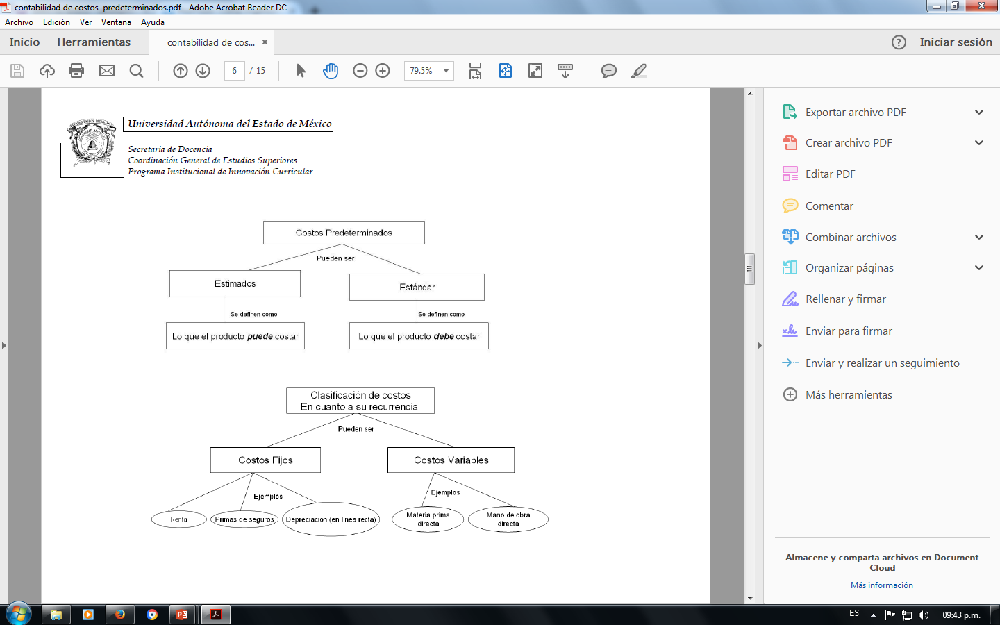 contabilidad de costos  predeterminados.pdf - Adobe Acrobat Reader DC
Archivo Edición Ver Ventana Ayuda
Inicio Herramientas contabilidad de cos... × Iniciar sesión
6 / 15 79.5%
Universidad Autónoma del Estado de México
Secretaría de Docencia
Coordinación General de Estudios Superiores
Programa Institucional de Innovación Curricular
Costos Predeterminados
Pueden ser
Estimados
Estándar
Se definen como
Se definen como
Lo que el producto puede costar
Lo que el producto debe costar
Clasificación de costos
En cuanto a su recurrencia
Pueden ser
Costos Fijos
Costos Variables
Ejemplos
Ejemplos
Renta
Primas de seguros
Depreciación (en línea recta)
Materia prima
directa
Mano de obra
directa
Exportar archivo PDF
Crear archivo PDF
Editar PDF
Comentar
Combinar archivos
Organizar páginas
Rellenar y firmar
Enviar para firmar
Enviar y realizar un seguimiento
Más herramientas
Almacene y comparta archivos en Document
Cloud
Más información
ES 09:43 p.m.